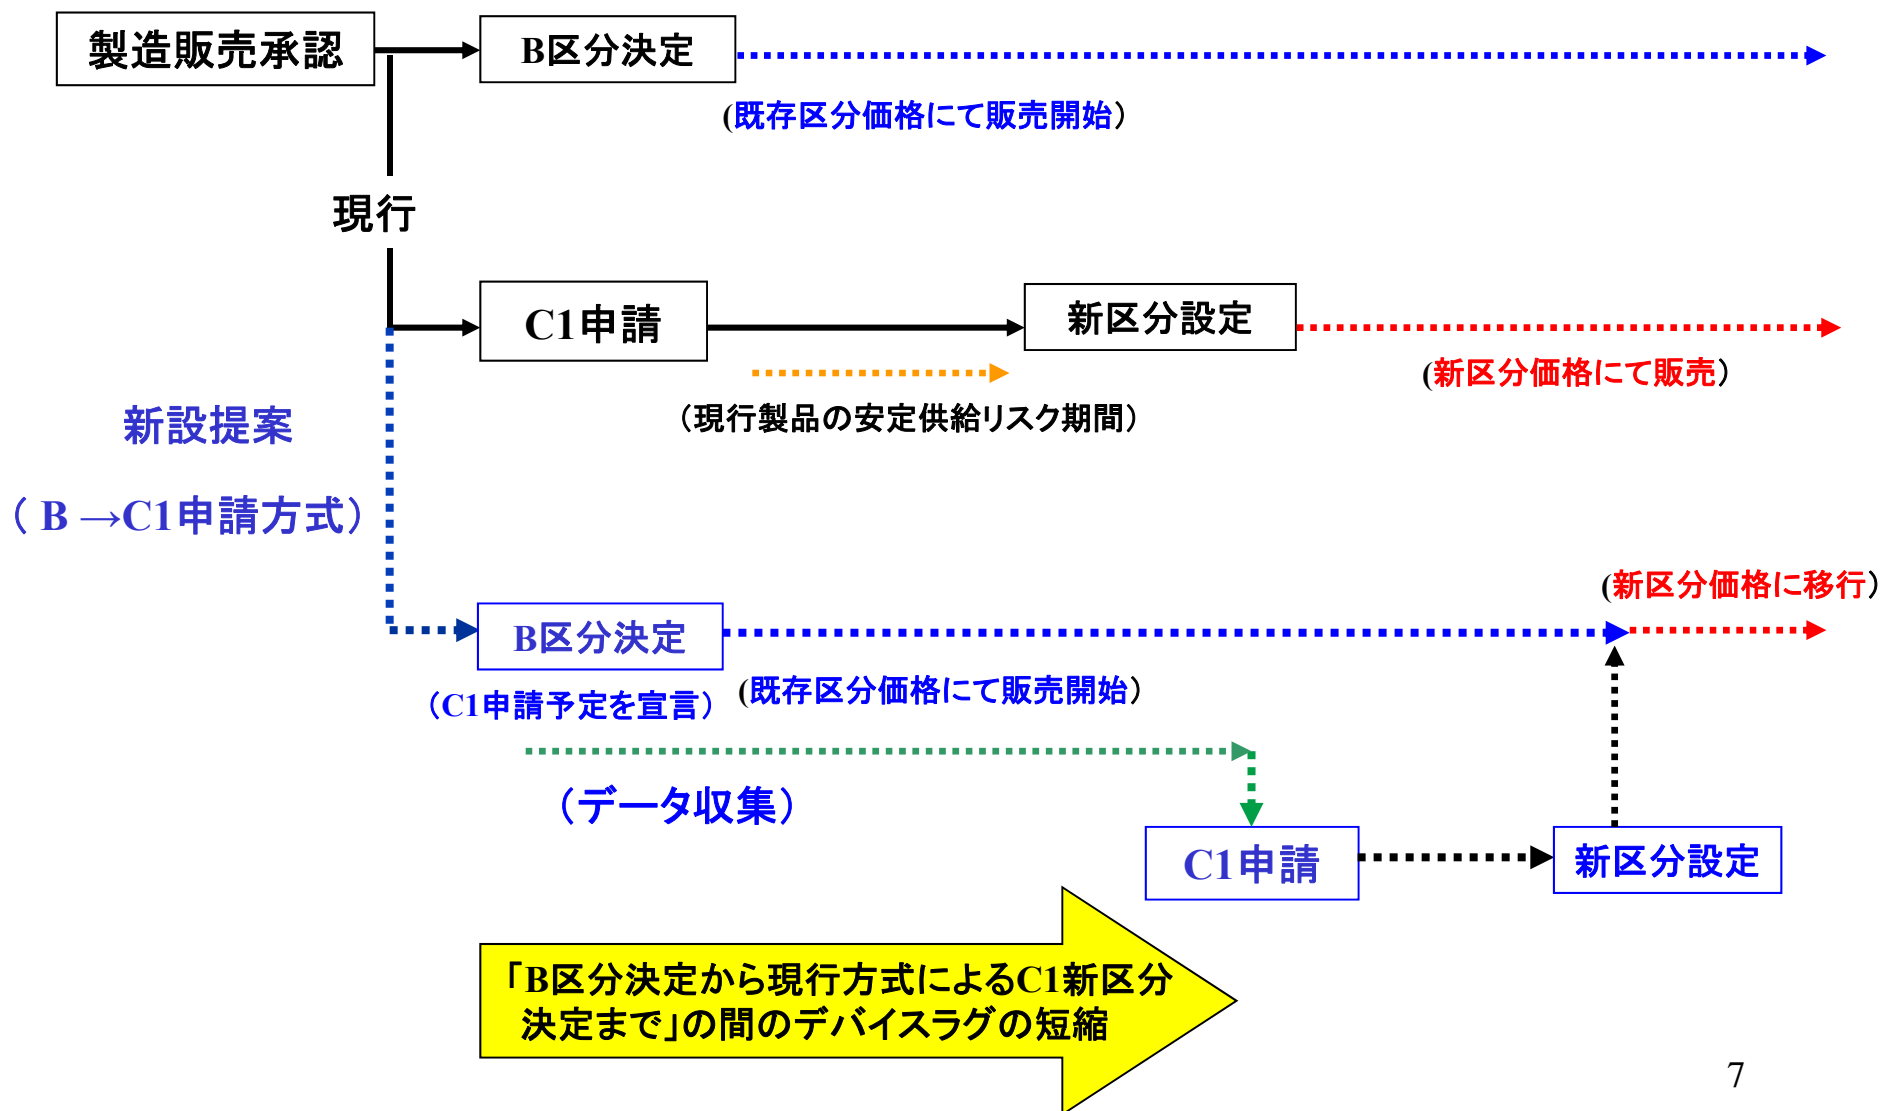 製造販売承認
B区分決定
(既存区分価格にて販売開始）
現行
C1申請
新区分設定
(新区分価格にて販売）
（現行製品の安定供給リスク期間）
新設提案
（ B →C1申請方式）
(新区分価格に移行）
B区分決定
（C1申請予定を宣言）
(既存区分価格にて販売開始）
（データ収集）
C1申請
新区分設定
「B区分決定から現行方式によるC1新区分
決定まで」の間のデバイスラグの短縮
7